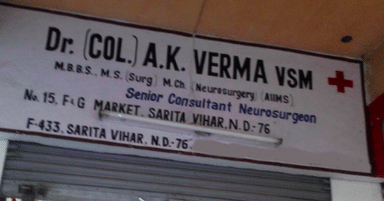 Dr. (COL.) A.K. VERMA VSM
M.B.B.S., M.S. (Surg) M.Ch. (Neurosurgery) (AIIMS)
Senior Consultant Neurosurgeon
No. 15, F&G MARKET, SARITA VIHAR, N.D-76
F-433, SARITA VIHAR, N.D.-76